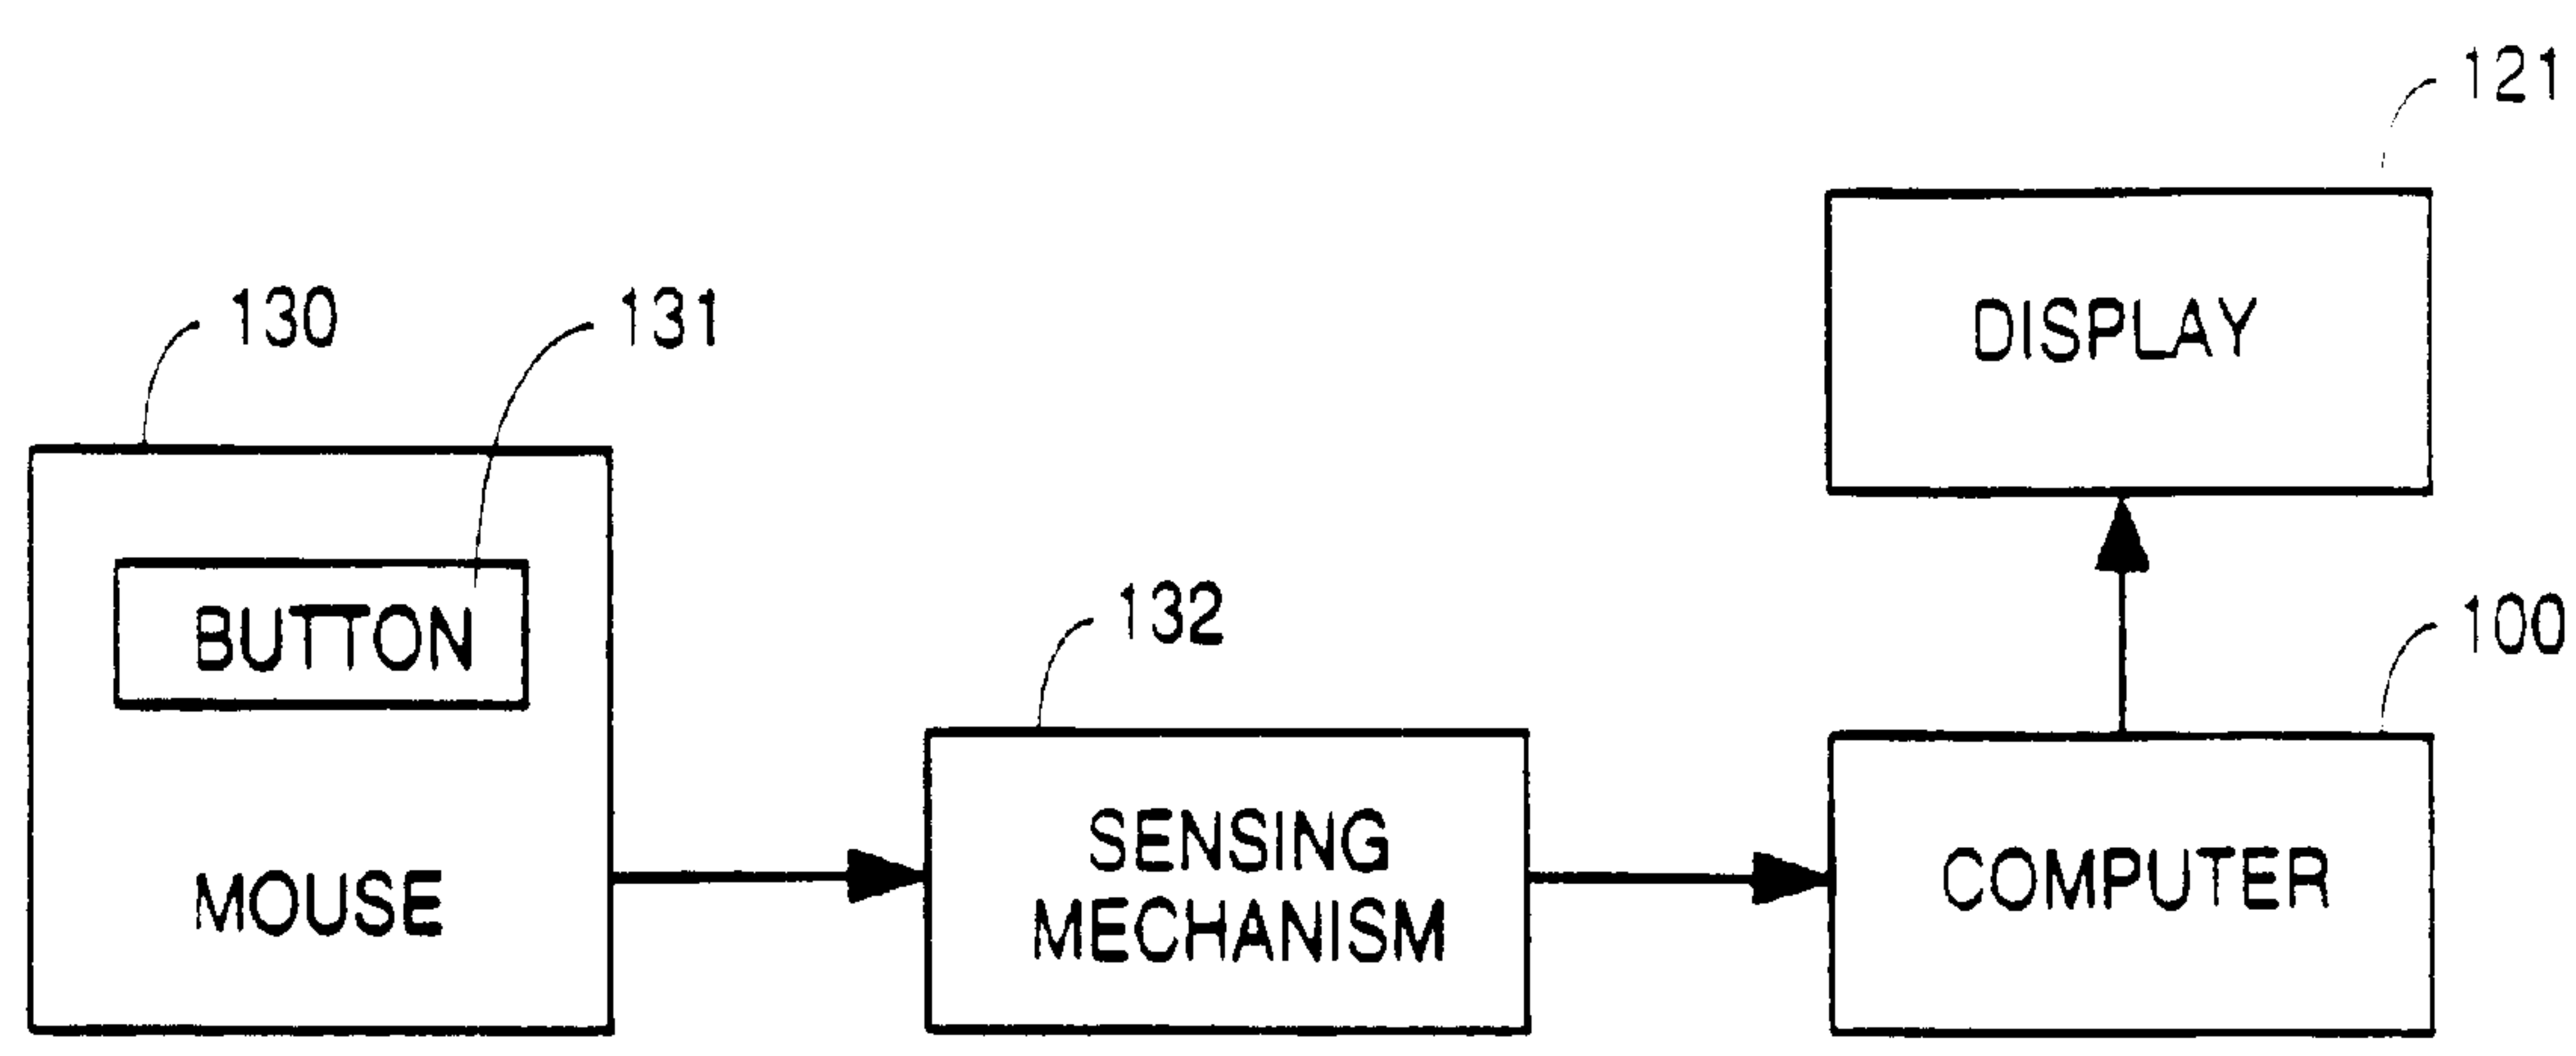 121
DISPLAY
130
131
BUTTON
MOUSE
132
SENSING
MECHANISM
100
COMPUTER